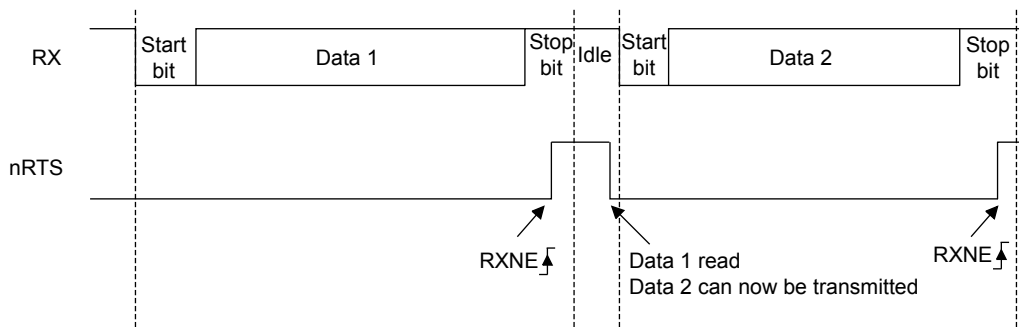 RX
Start
bit
Data 1
Stop
bit
Idle
Start
bit
Data 2
Stop
bit
nRTS
RXNE
Data 1 read
Data 2 can now be transmitted
RXNE